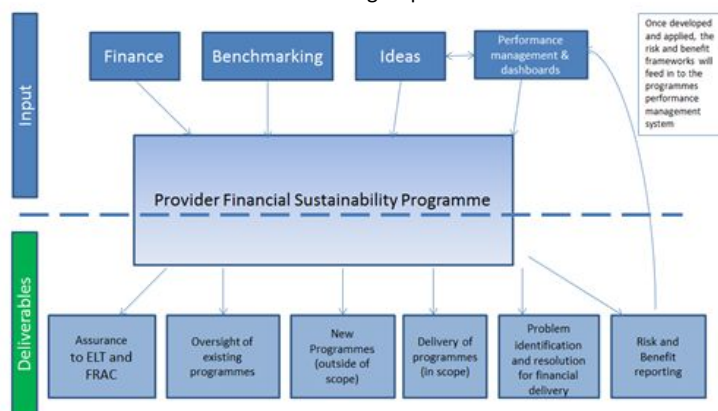 Input
Finance
Benchmarking
Ideas
Performance
management &
dashboards
Once developed
and applied, the
risk and benefit
frameworks will
feed in to the
programmes
performance
management
system
Provider Financial Sustainability Programme
Deliverables
Assurance
to ELT and
FRAC
Oversight of
existing
programmes
New
Programmes
(outside of
scope)
Delivery of
programmes
(in scope)
Problem
identification
and resolution
for financial
delivery
Risk and
Benefit
reporting